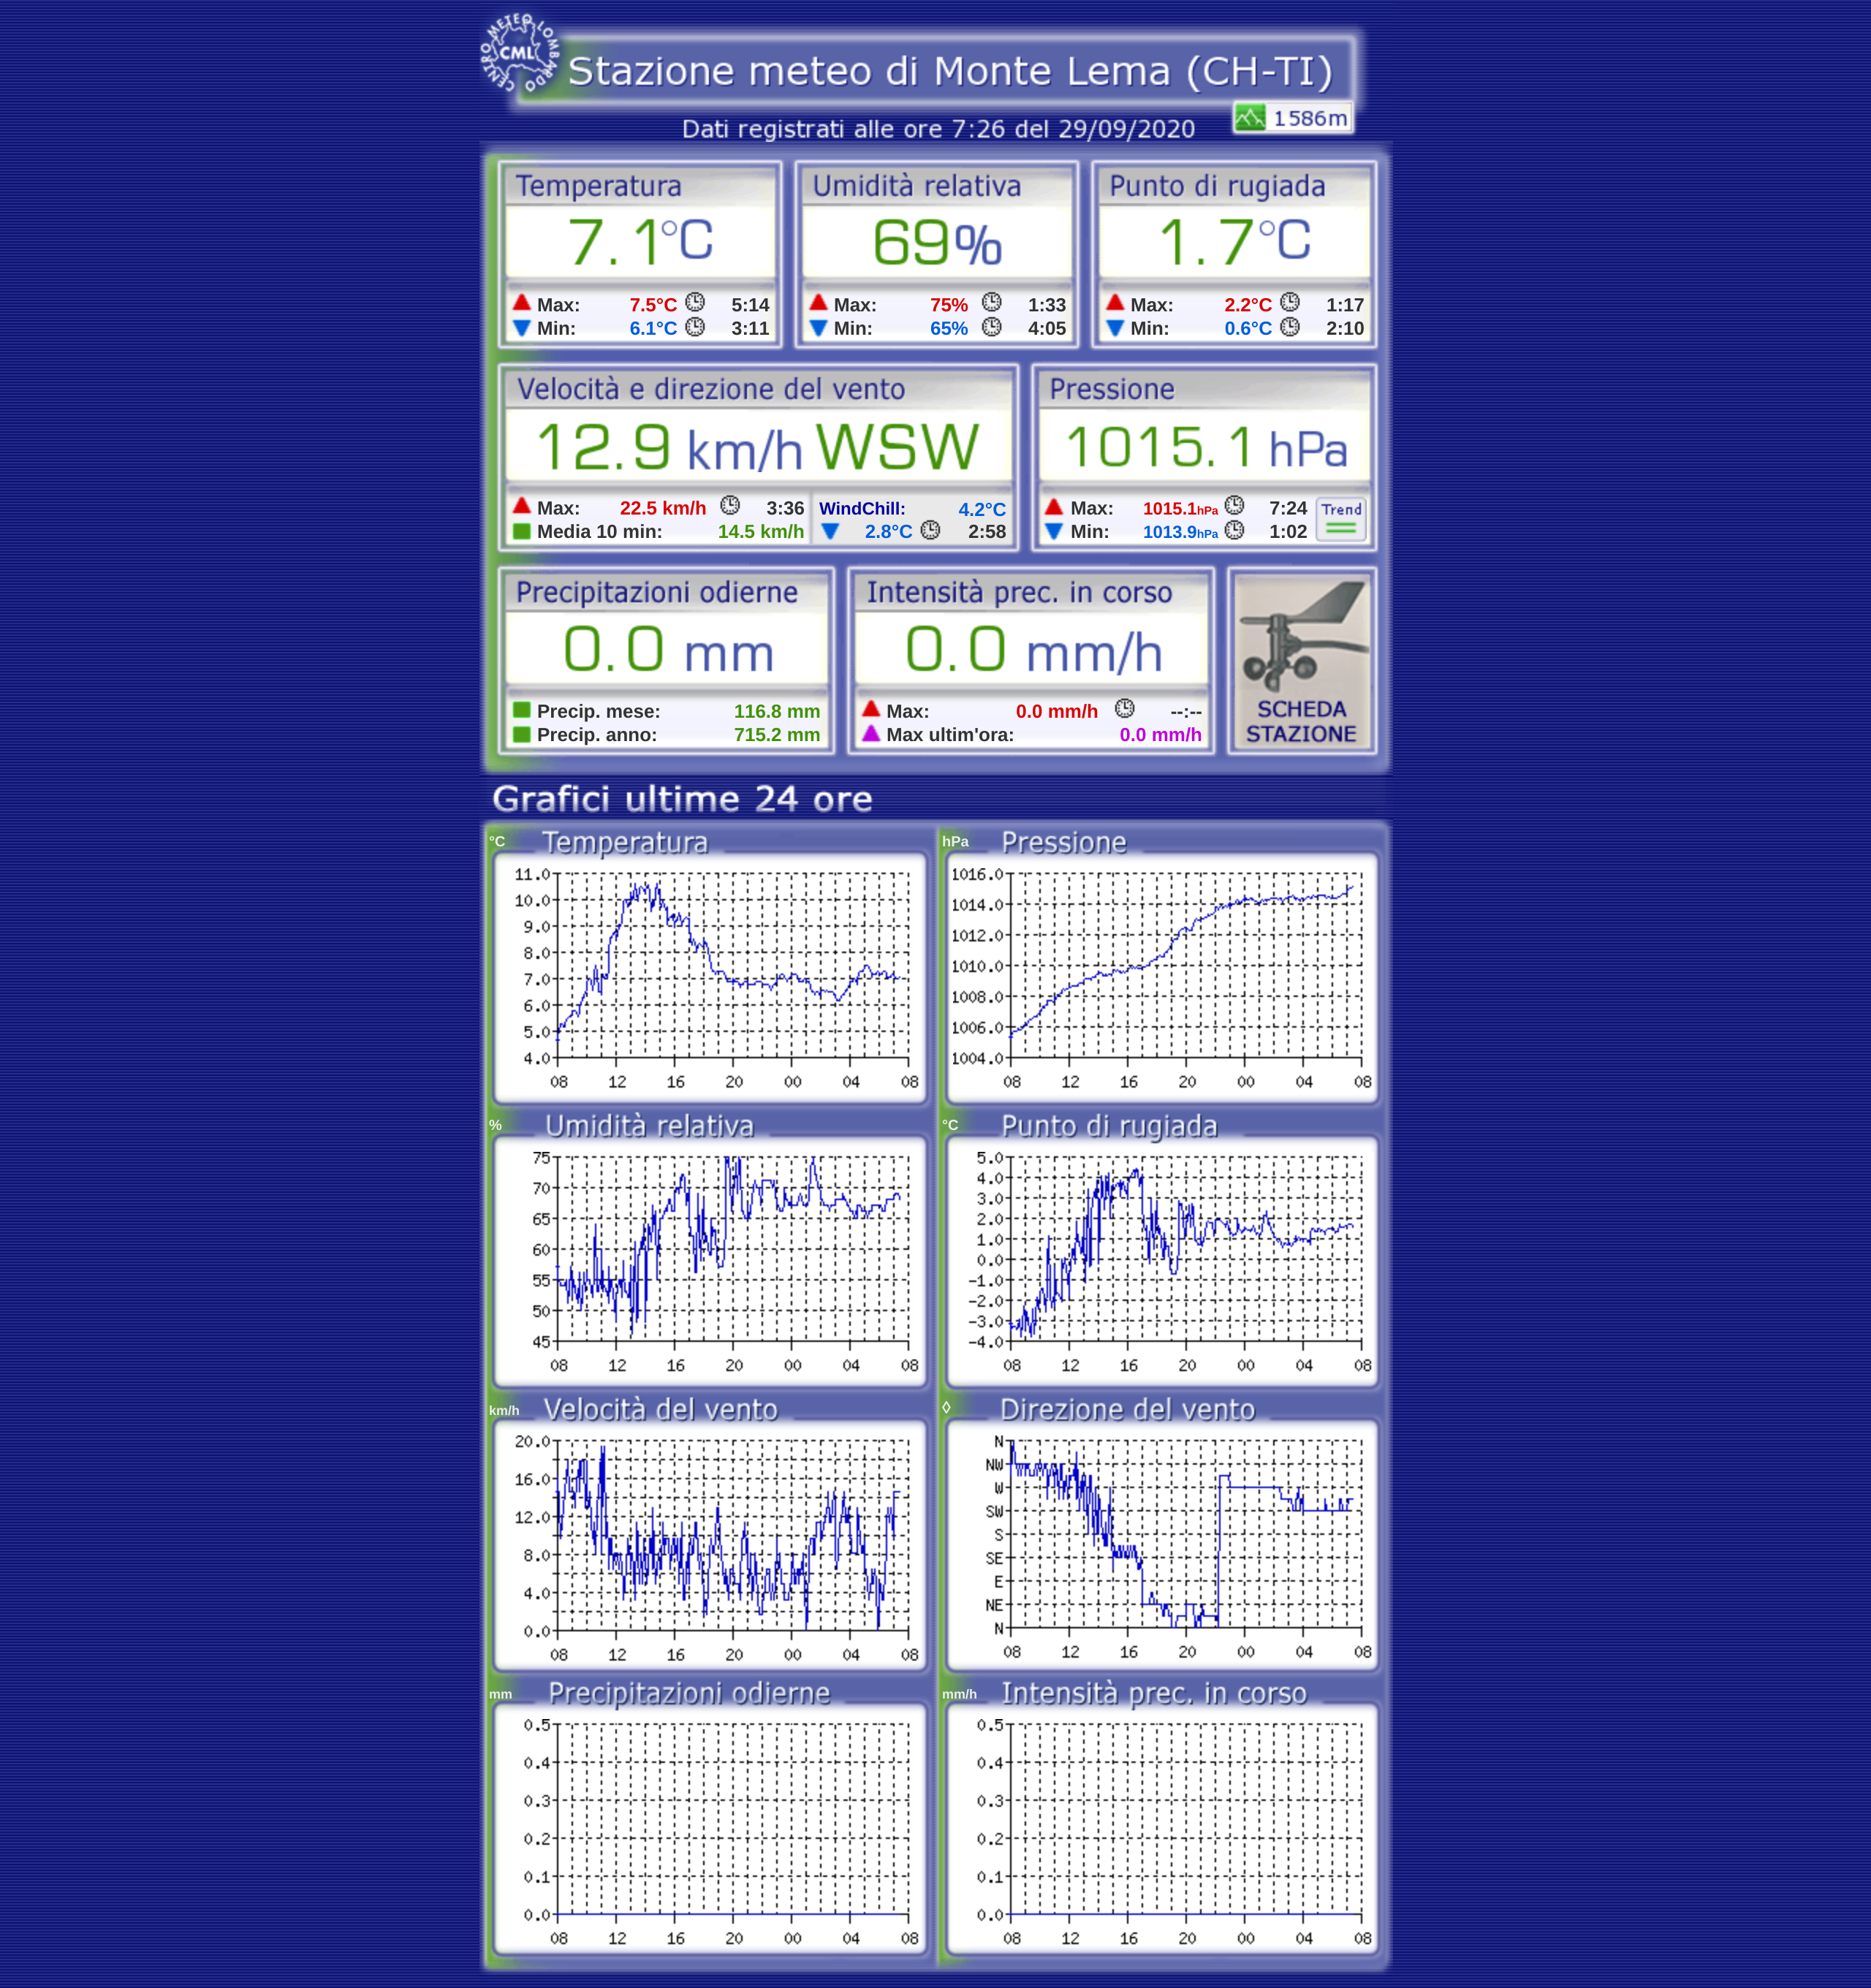 CENTRO METEO LOMBARDO
CML
Stazione meteo di Monte Lema (CH-TI)
1586m
Dati registrati alle ore 7:26 del 29/09/2020
Temperatura Umidità relativa Punto di rugiada
7.1°C 69% 1.7°C
Max: 7.5°C 5:14 Max: 75% 1:33 Max: 2.2°C 1:17
Min: 6.1°C 3:11 Min: 65% 4:05 Min: 0.6°C 2:10
Velocità e direzione del vento Pressione
12.9 km/h WSW 1015.1 hPa
Max: 22.5 km/h 3:36 WindChill: 4.2°C Max: 1015.1hPa 7:24 Trend
Media 10 min: 14.5 km/h 2.8°C 2:58 Min: 1013.9hPa 1:02
Precipitazioni odierne Intensità prec. in corso
0.0 mm 0.0 mm/h
Precip. mese: 116.8 mm Max: 0.0 mm/h --:-- SCHEDA
Precip. anno: 715.2 mm Max ultim'ora: 0.0 mm/h STAZIONE
Grafici ultime 24 ore
°C Temperatura hPa Pressione
11.0 1016.0
10.0 1014.0
9.0 1012.0
8.0 1010.0
7.0 1008.0
6.0 1006.0
5.0 1004.0
4.0
08 12 16 20 00 04 08 08 12 16 20 00 04 08
% Umidità relativa °C Punto di rugiada
75 5.0
70 4.0
65 3.0
60 2.0
55 1.0
50 0.0
45 -1.0
-2.0
-3.0
-4.0
08 12 16 20 00 04 08 08 12 16 20 00 04 08
km/h Velocità del vento ◊ Direzione del vento
20.0 N
16.0 NW
12.0 W
8.0 SW
4.0 S
0.0 SE
E
NE
N
08 12 16 20 00 04 08 08 12 16 20 00 04 08
mm Precipitazioni odierne mm/h Intensità prec. in corso
0.5 0.5
0.4 0.4
0.3 0.3
0.2 0.2
0.1 0.1
0.0 0.0
08 12 16 20 00 04 08 08 12 16 20 00 04 08